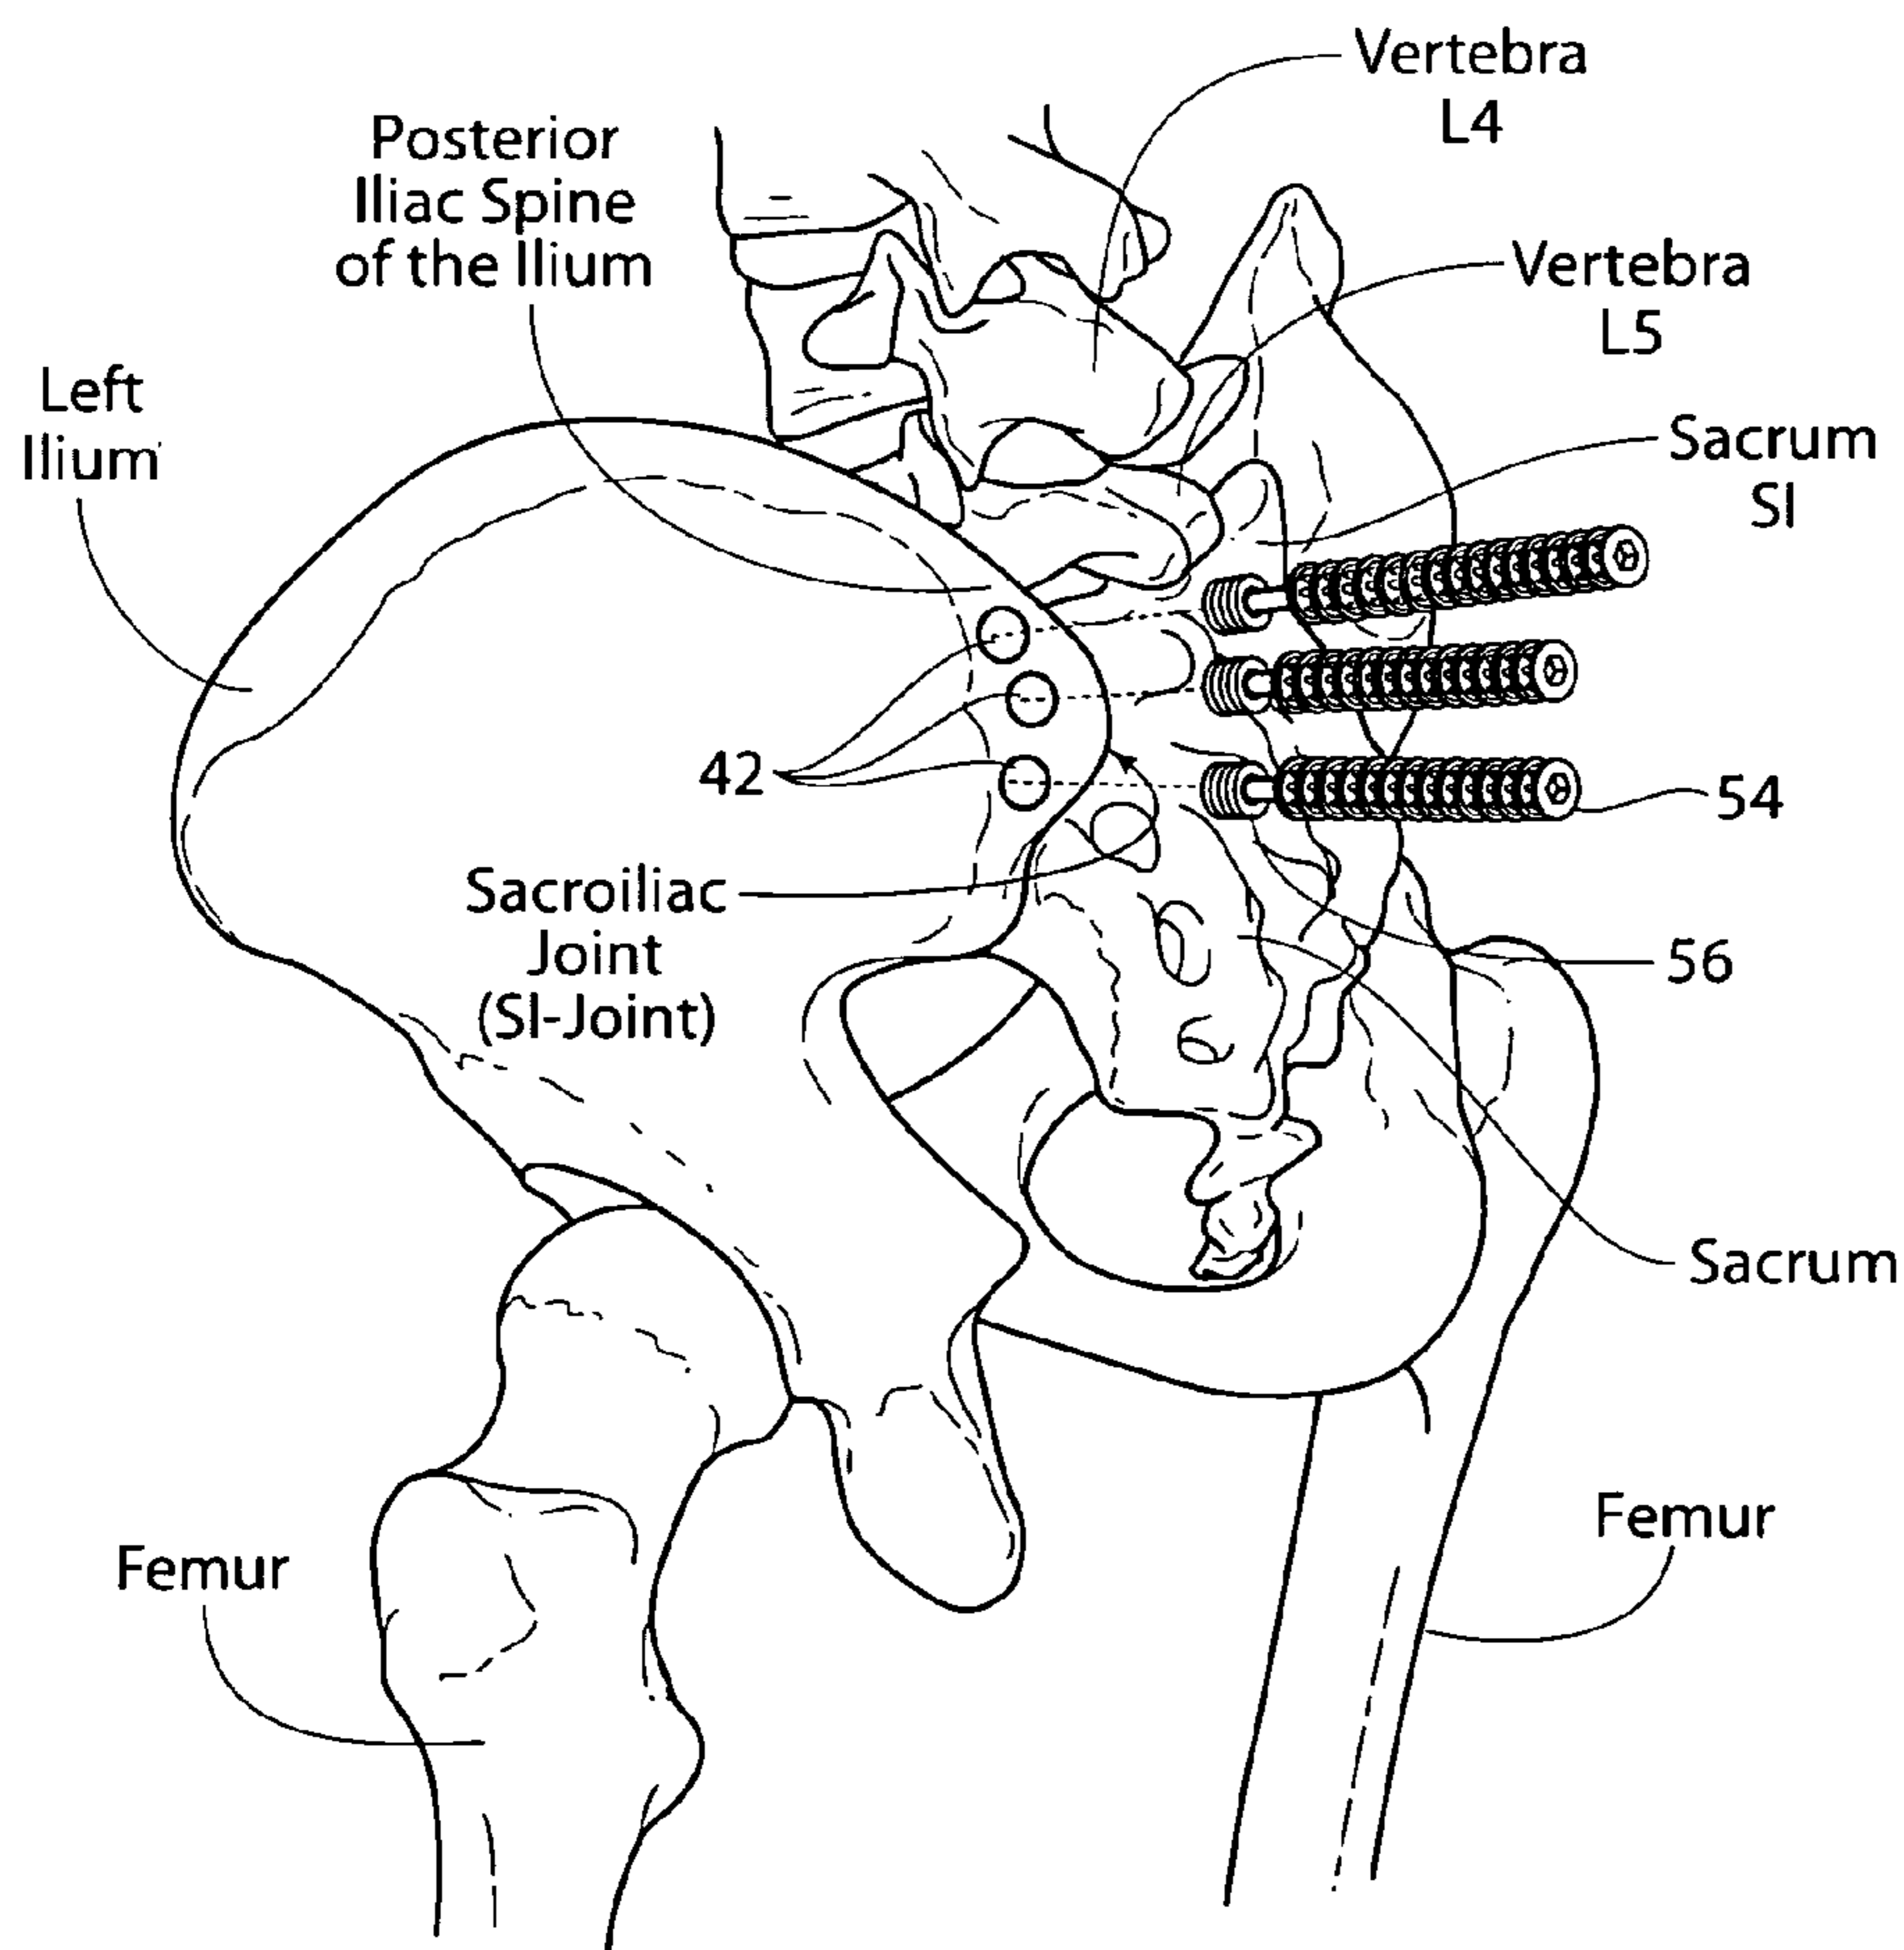 Vertebra
L4
Posterior
Iliac Spine
of the Ilium
Vertebra
L5
Left
Ilium
Sacrum
SI
42
54
Sacroiliac
Joint
(SI-Joint)
56
Sacrum
Femur
Femur